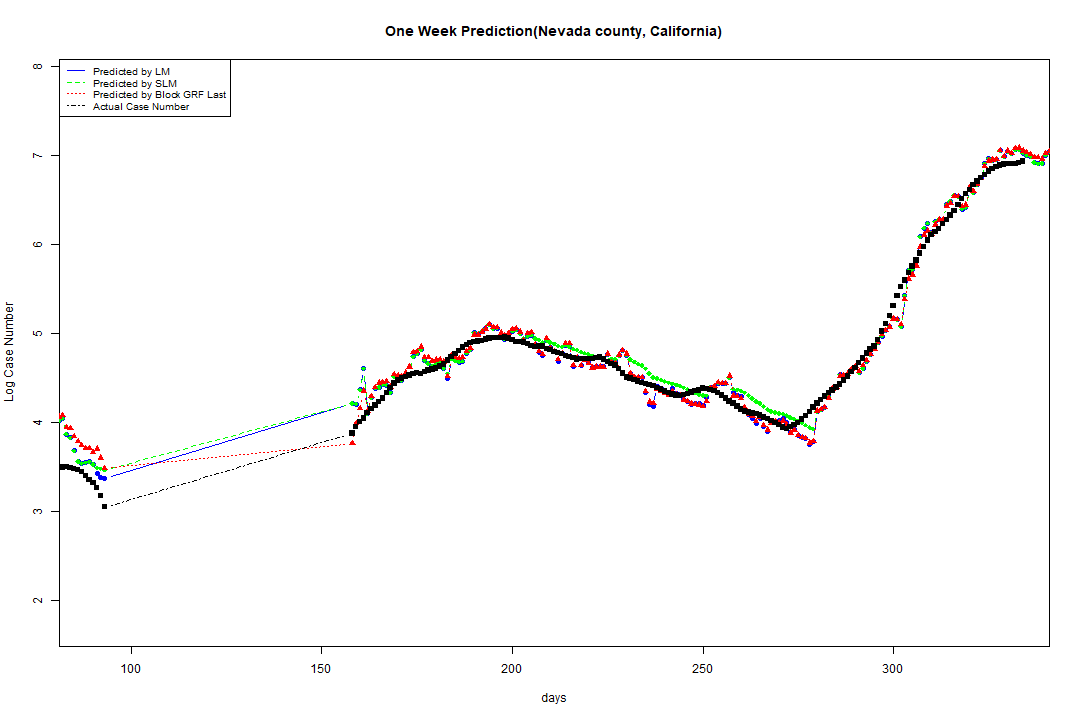 One Week Prediction(Nevada county, California)
Predicted by LM
Predicted by SLM
Predicted by Block GRF Last
Actual Case Number
Log Case Number
8
7
6
5
4
3
2
100 150 200 250 300
days